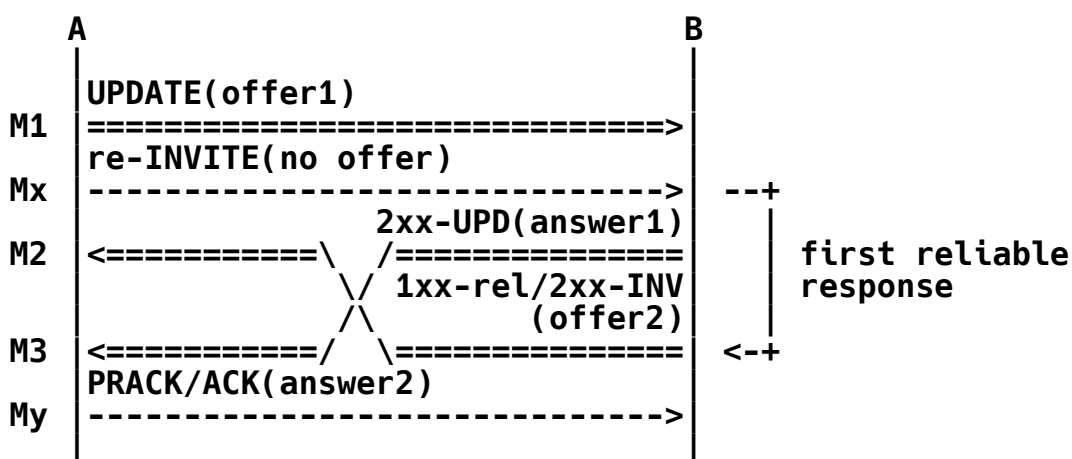 A B
UPDATE(offer1)
M1 ==============================>
re-INVITE(no offer)
Mx ------------------------------> --+
2xx-UPD(answer1)
M2 <============\ /=============== | first reliable
\/ 1xx-rel/2xx-INV | response
/\ (offer2) |
M3 <============/ \=============== <-+
PRACK/ACK(answer2)
My ------------------------------>